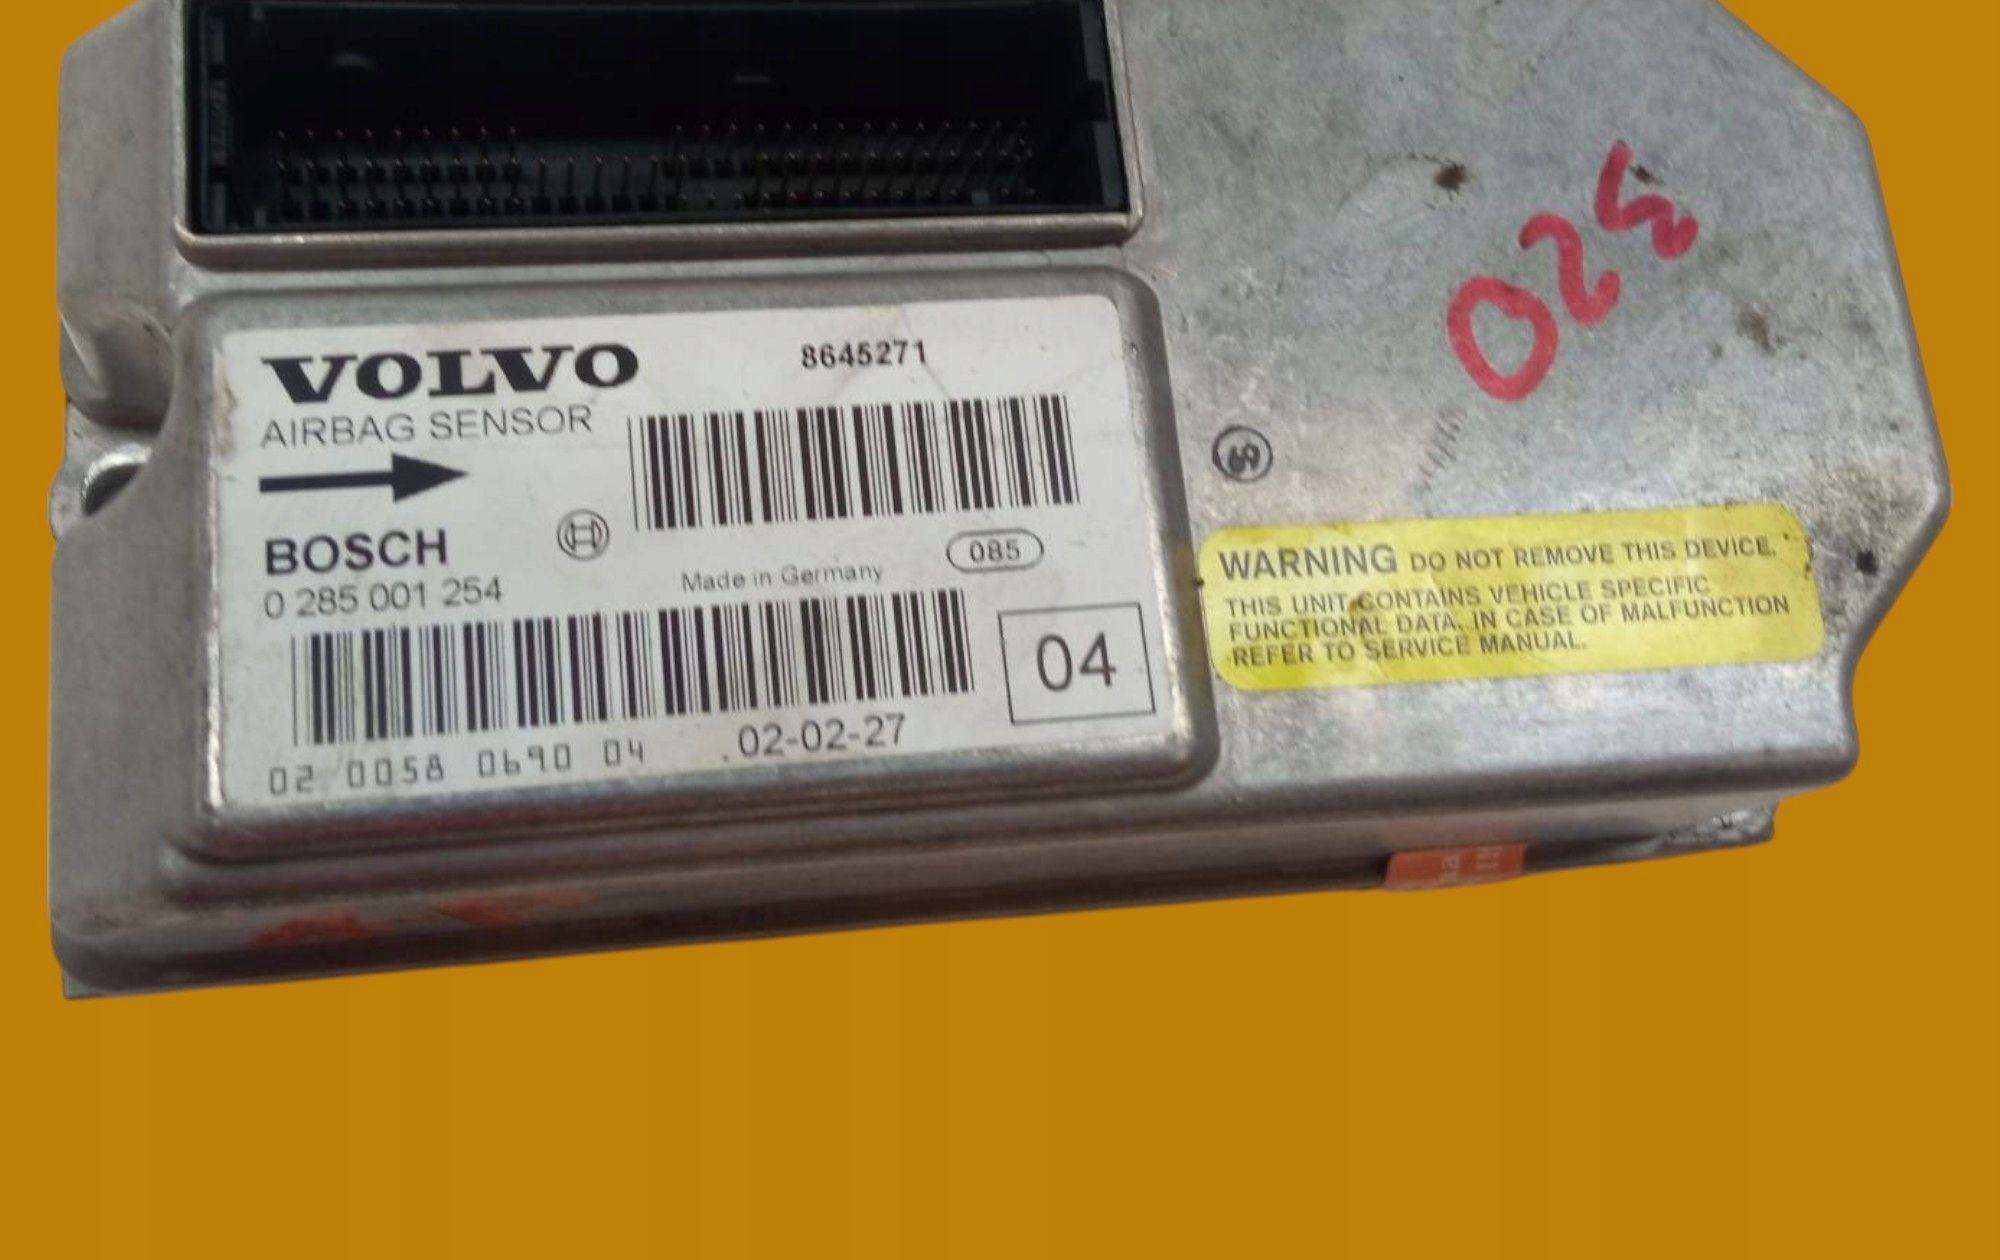 VOLVO
8645271
AIRBAG SENSOR
BOSCH
0 285 001 254
Made in Germany
085
04
02 0058 0690 04
02-02-27
69
WARNING DO NOT REMOVE THIS DEVICE.
THIS UNIT CONTAINS VEHICLE SPECIFIC
FUNCTIONAL DATA. IN CASE OF MALFUNCTION
REFER TO SERVICE MANUAL.